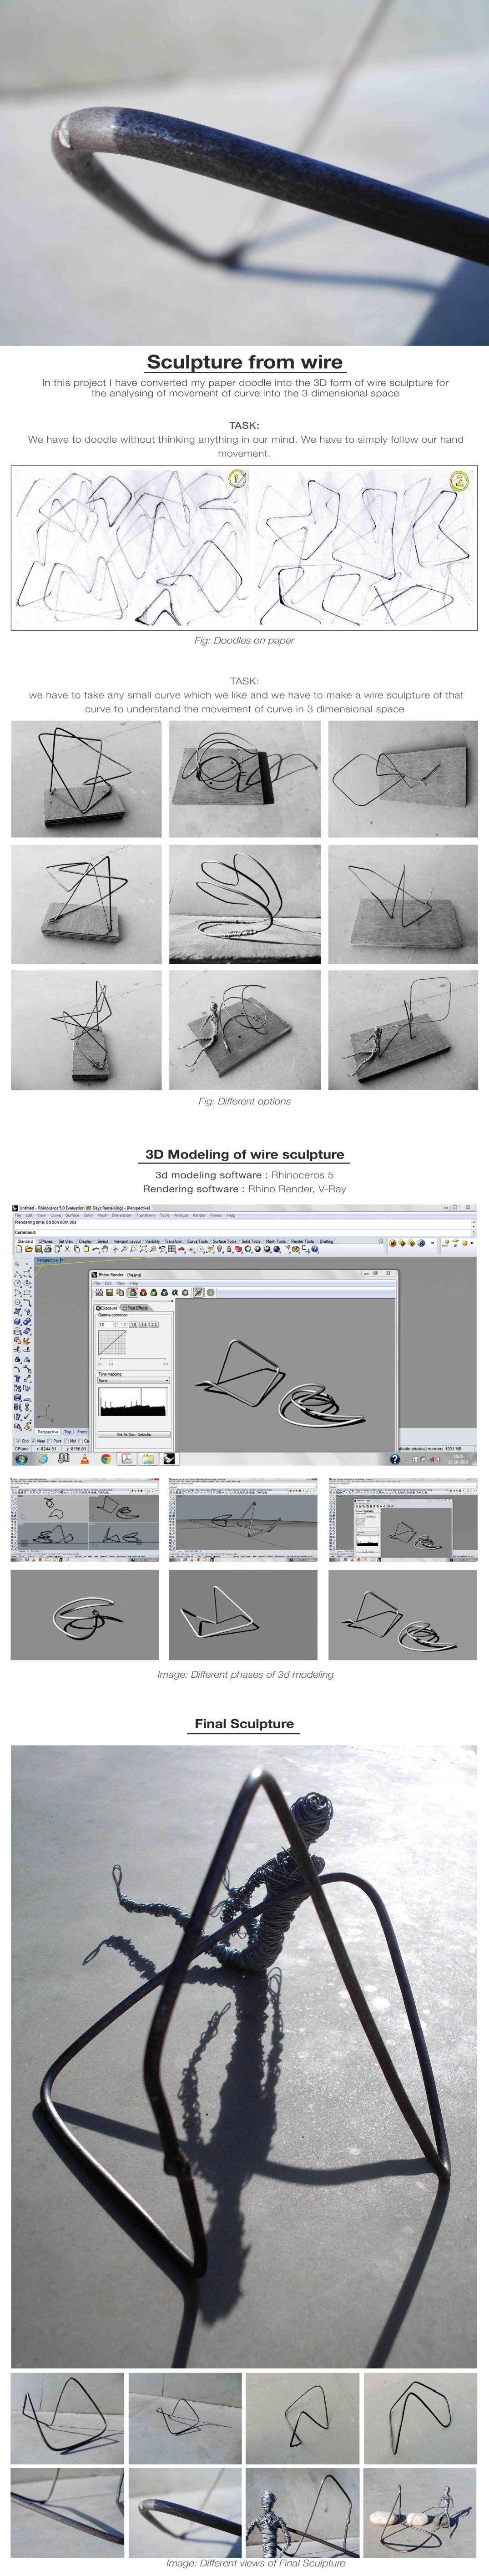 Sculpture from wire
In this project I have converted my paper doodle into the 3D form of wire sculpture for
the analysing of movement of curve into the 3 dimensional space
TASK:
We have to doodle without thinking anything in our mind. We have to simply follow our hand
movement.
1 2
Fig: Doodles on paper
TASK:
we have to take any small curve which we like and we have to make a wire sculpture of that
curve to understand the movement of curve in 3 dimensional space
Fig: Different options
3D Modeling of wire sculpture
3d modeling software : Rhinoceros 5
Rendering software : Rhino Render, V-Ray
Untitled - Rhinoceros 5.0 Evaluation (88 Days Remaining) - [Perspective]
File Edit View Curve Surface Solid Mesh Dimension Transform Tools Analyze Render Panels Help
Command:
Standard CPlanes Set View Display Select Viewport Layout Visibility Transform Curve Tools Surface Tools Solid Tools Mesh Tools Render Tools Drafting
Perspective
File Edit View Help
Exposure Post Effects
Gamma correction
1.0
Tone mapping
None
Set As Doc. Defaults
Perspective Top Front
End Near Point Mid
CPlane
Image: Different phases of 3d modeling
Final Sculpture
Image: Different views of Final Sculpture